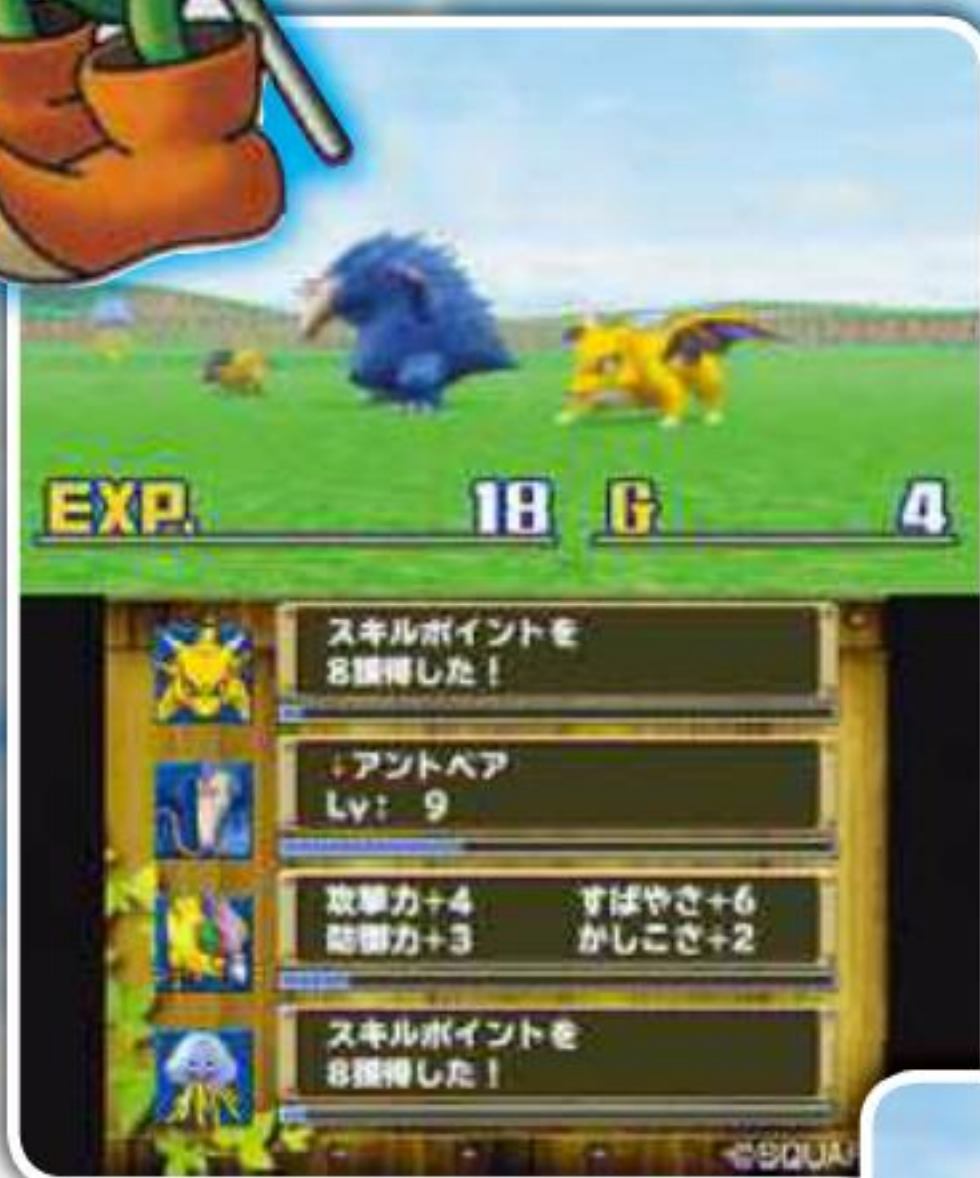 EXP. 18 G 4
スキルポイントを
8獲得した！
↓アントベア
Lv: 9
攻撃力+4 すばやさ+6
防御力+3 かしこさ+2
スキルポイントを
8獲得した！
©SQUA